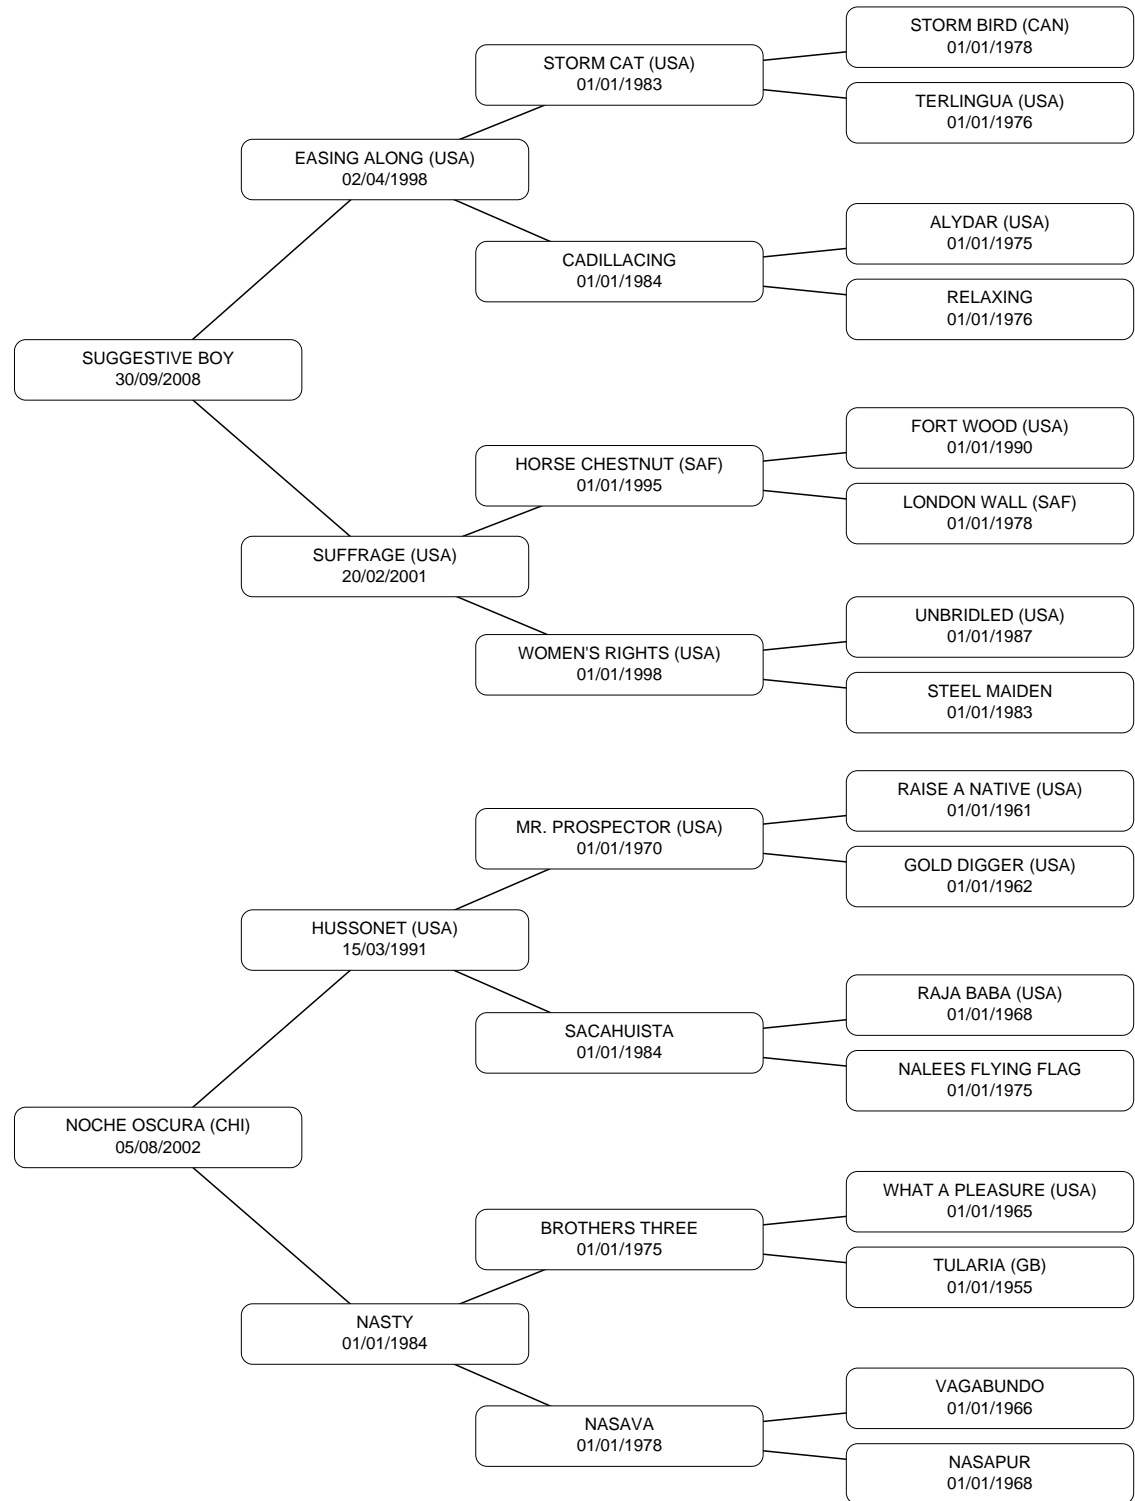 STORM BIRD (CAN)
01/01/1978
STORM CAT (USA)
01/01/1983
TERLINGUA (USA)
01/01/1976
EASING ALONG (USA)
02/04/1998
ALYDAR (USA)
01/01/1975
CADILLACING
01/01/1984
RELAXING
01/01/1976
SUGGESTIVE BOY
30/09/2008
FORT WOOD (USA)
01/01/1990
HORSE CHESTNUT (SAF)
01/01/1995
LONDON WALL (SAF)
01/01/1978
SUFFRAGE (USA)
20/02/2001
UNBRIDLED (USA)
01/01/1987
WOMEN'S RIGHTS (USA)
01/01/1998
STEEL MAIDEN
01/01/1983
RAISE A NATIVE (USA)
01/01/1961
MR. PROSPECTOR (USA)
01/01/1970
GOLD DIGGER (USA)
01/01/1962
HUSSONET (USA)
15/03/1991
RAJA BABA (USA)
01/01/1968
SACAHUISTA
01/01/1984
NALEES FLYING FLAG
01/01/1975
NOCHE OSCURA (CHI)
05/08/2002
WHAT A PLEASURE (USA)
01/01/1965
BROTHERS THREE
01/01/1975
TULARIA (GB)
01/01/1955
NASTY
01/01/1984
VAGABUNDO
01/01/1966
NASAVA
01/01/1978
NASAPUR
01/01/1968